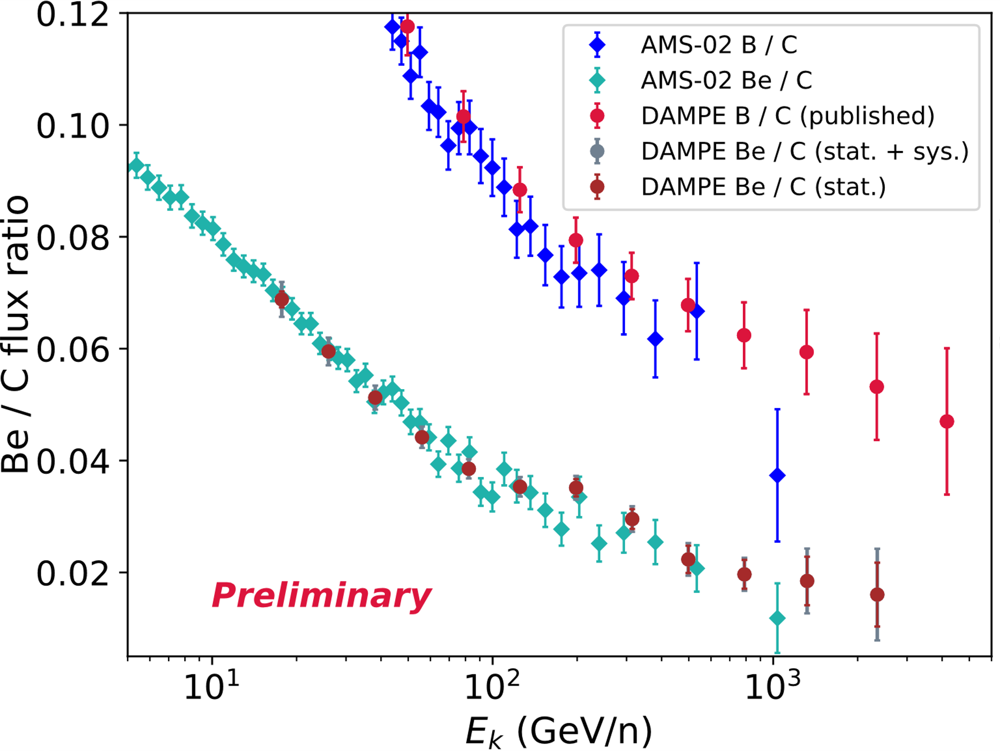 0.12
0.10
0.08
0.06
0.04
0.02
Be / C flux ratio
AMS-02 B / C
AMS-02 Be / C
DAMPE B / C (published)
DAMPE Be / C (stat. + sys.)
DAMPE Be / C (stat.)
Preliminary
10¹ 10² 10³
Eₖ (GeV/n)